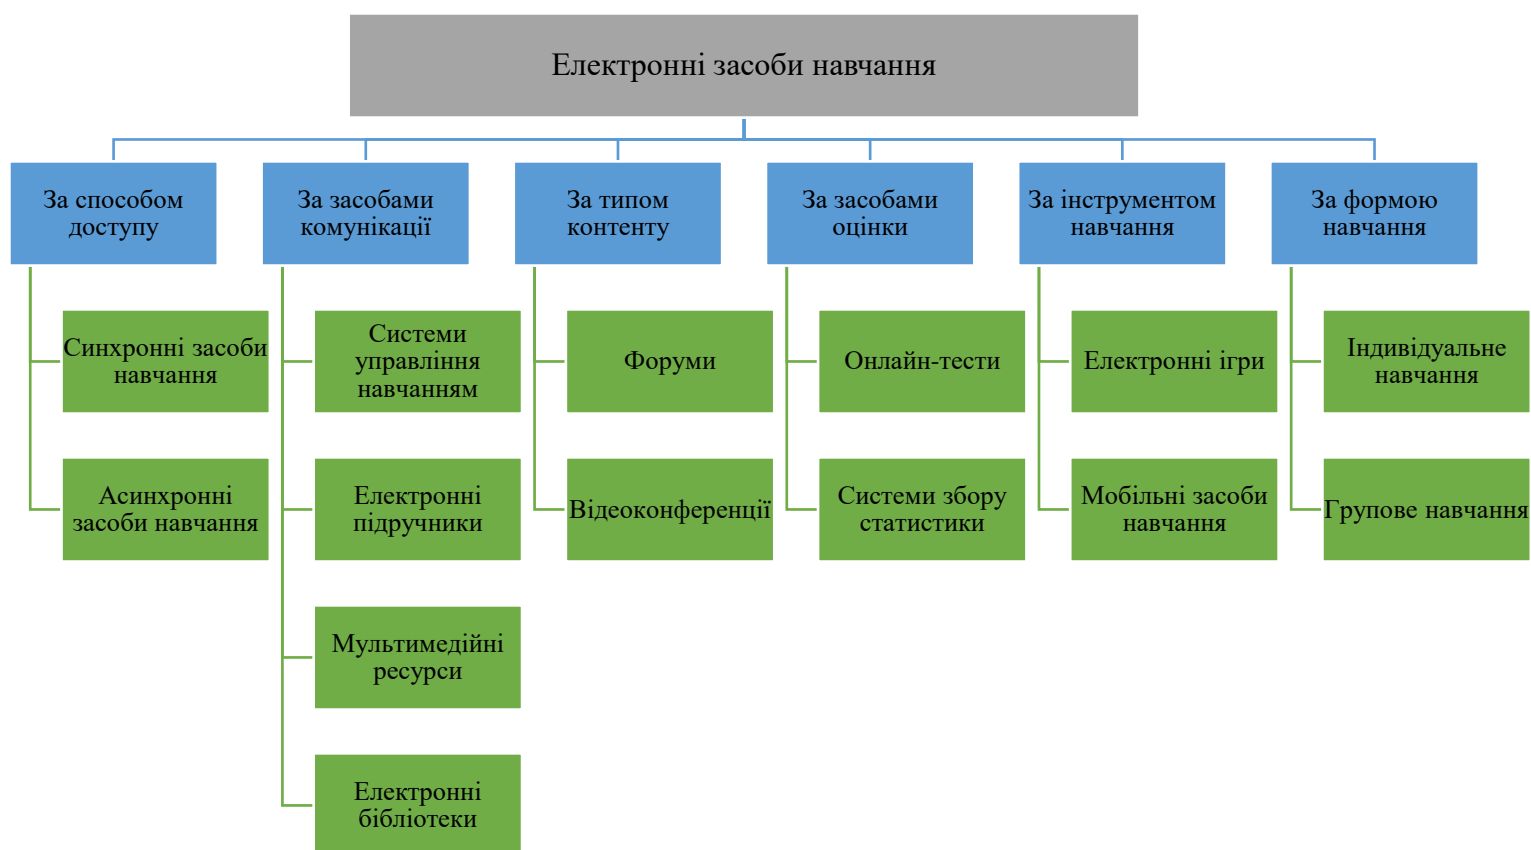 Електронні засоби навчання
За способом
доступу
Синхронні засоби
навчання
Асинхронні
засоби навчання
За засобами
комунікації
Системи
управління
навчанням
Електронні
підручники
Мультимедійні
ресурси
Електронні
бібліотеки
За типом
контенту
Форуми
Відеоконференції
За засобами
оцінки
Онлайн-тести
Системи збору
статистики
За інструментом
навчання
Електронні ігри
Мобільні засоби
навчання
За формою
навчання
Індивідуальне
навчання
Групове навчання